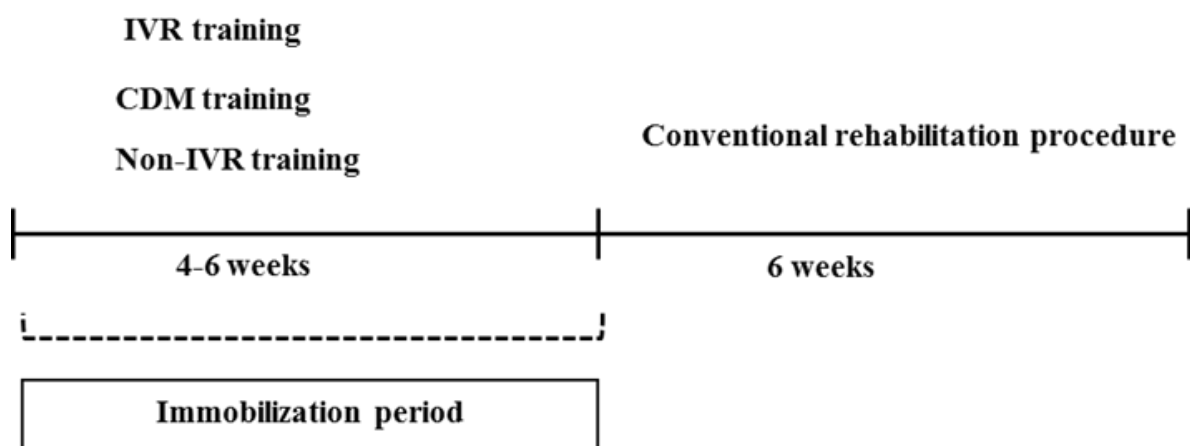 IVR training
CDM training
Non-IVR training
Conventional rehabilitation procedure
4-6 weeks
6 weeks
Immobilization period